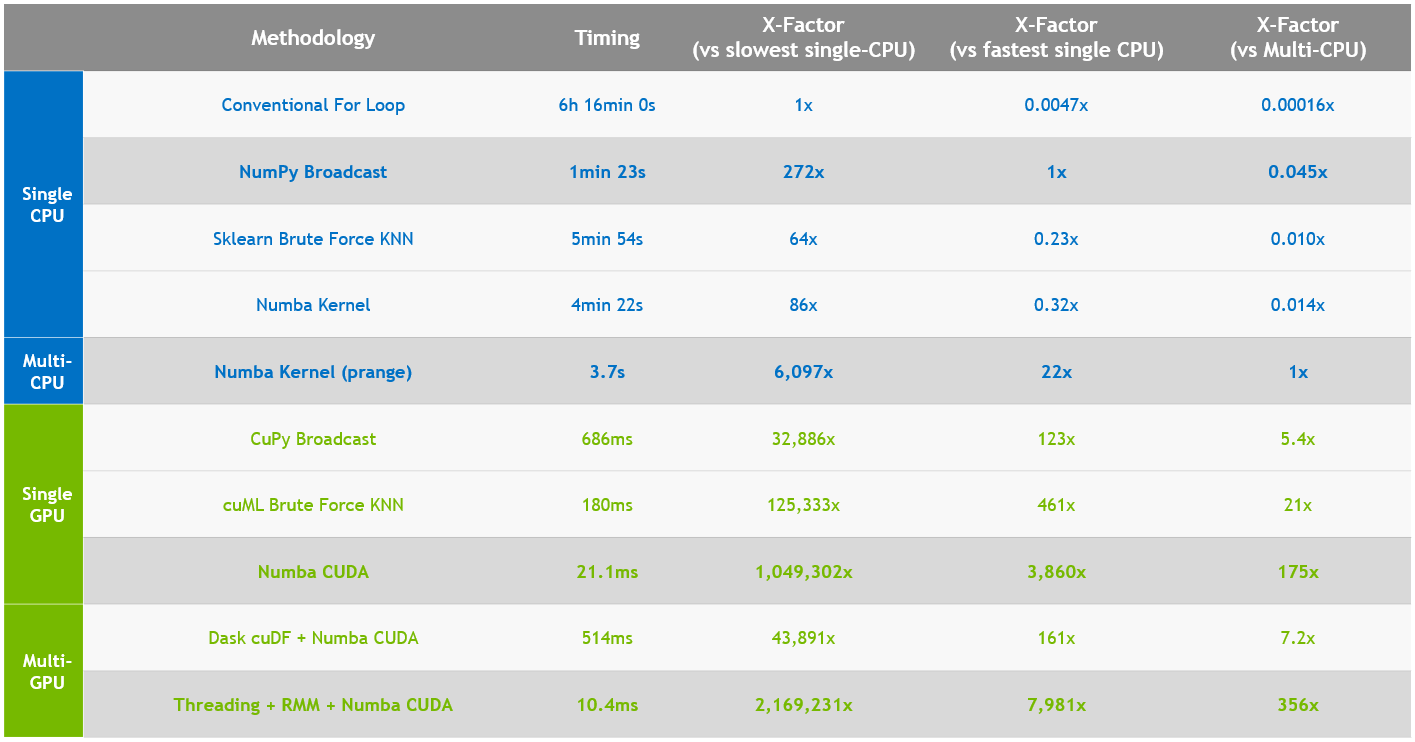 Methodology Timing X-Factor (vs slowest single-CPU) X-Factor (vs fastest single CPU) X-Factor (vs Multi-CPU)
Single CPU
Conventional For Loop 6h 16min 0s 1x 0.0047x 0.00016x
NumPy Broadcast 1min 23s 272x 1x 0.045x
Sklearn Brute Force KNN 5min 54s 64x 0.23x 0.010x
Numba Kernel 4min 22s 86x 0.32x 0.014x
Multi-CPU
Numba Kernel (prange) 3.7s 6,097x 22x 1x
Single GPU
CuPy Broadcast 686ms 32,886x 123x 5.4x
cuML Brute Force KNN 180ms 125,333x 461x 21x
Numba CUDA 21.1ms 1,049,302x 3,860x 175x
Multi-GPU
Dask cuDF + Numba CUDA 514ms 43,891x 161x 7.2x
Threading + RMM + Numba CUDA 10.4ms 2,169,231x 7,981x 356x